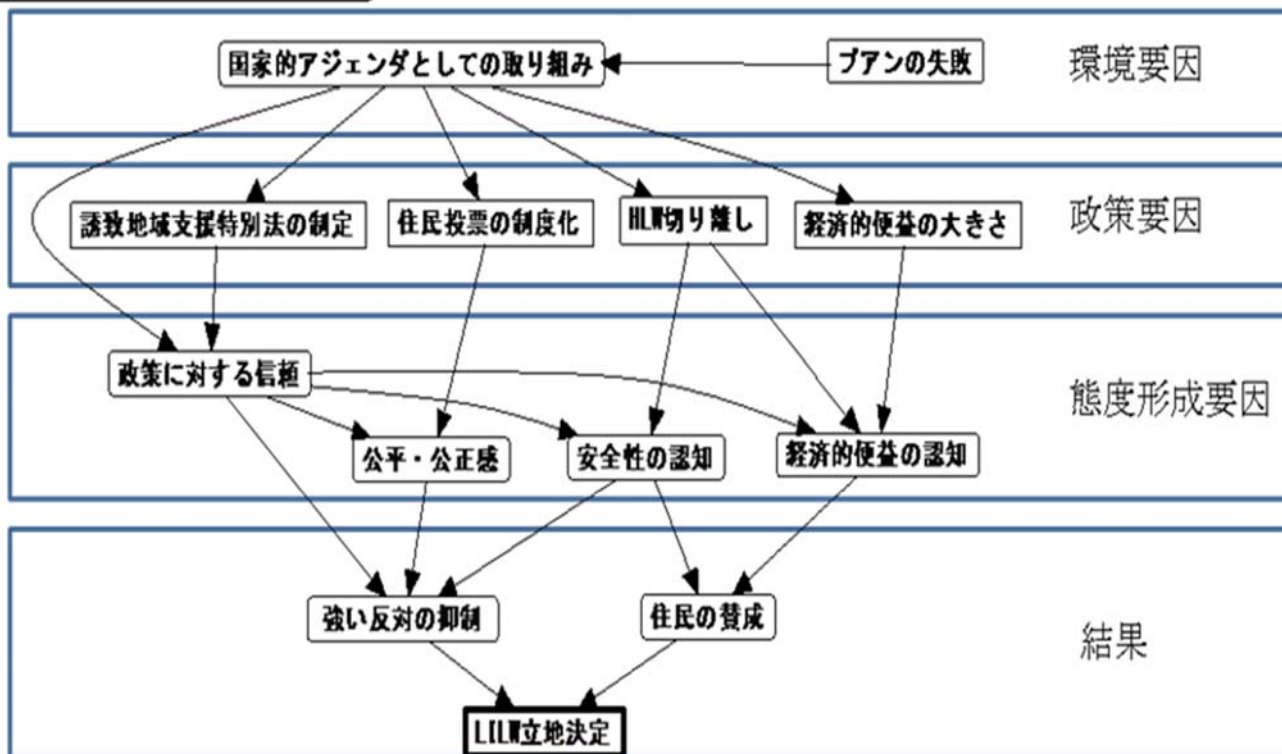 国家的アジェンダとしての取り組み
プアンの失敗
環境要因
誘致地域支援特別法の制定
住民投票の制度化
HLW切り離し
経済的便益の大きさ
政策要因
政策に対する信頼
態度形成要因
公平・公正感
安全性の認知
経済的便益の認知
強い反対の抑制
住民の賛成
結果
LILW立地決定